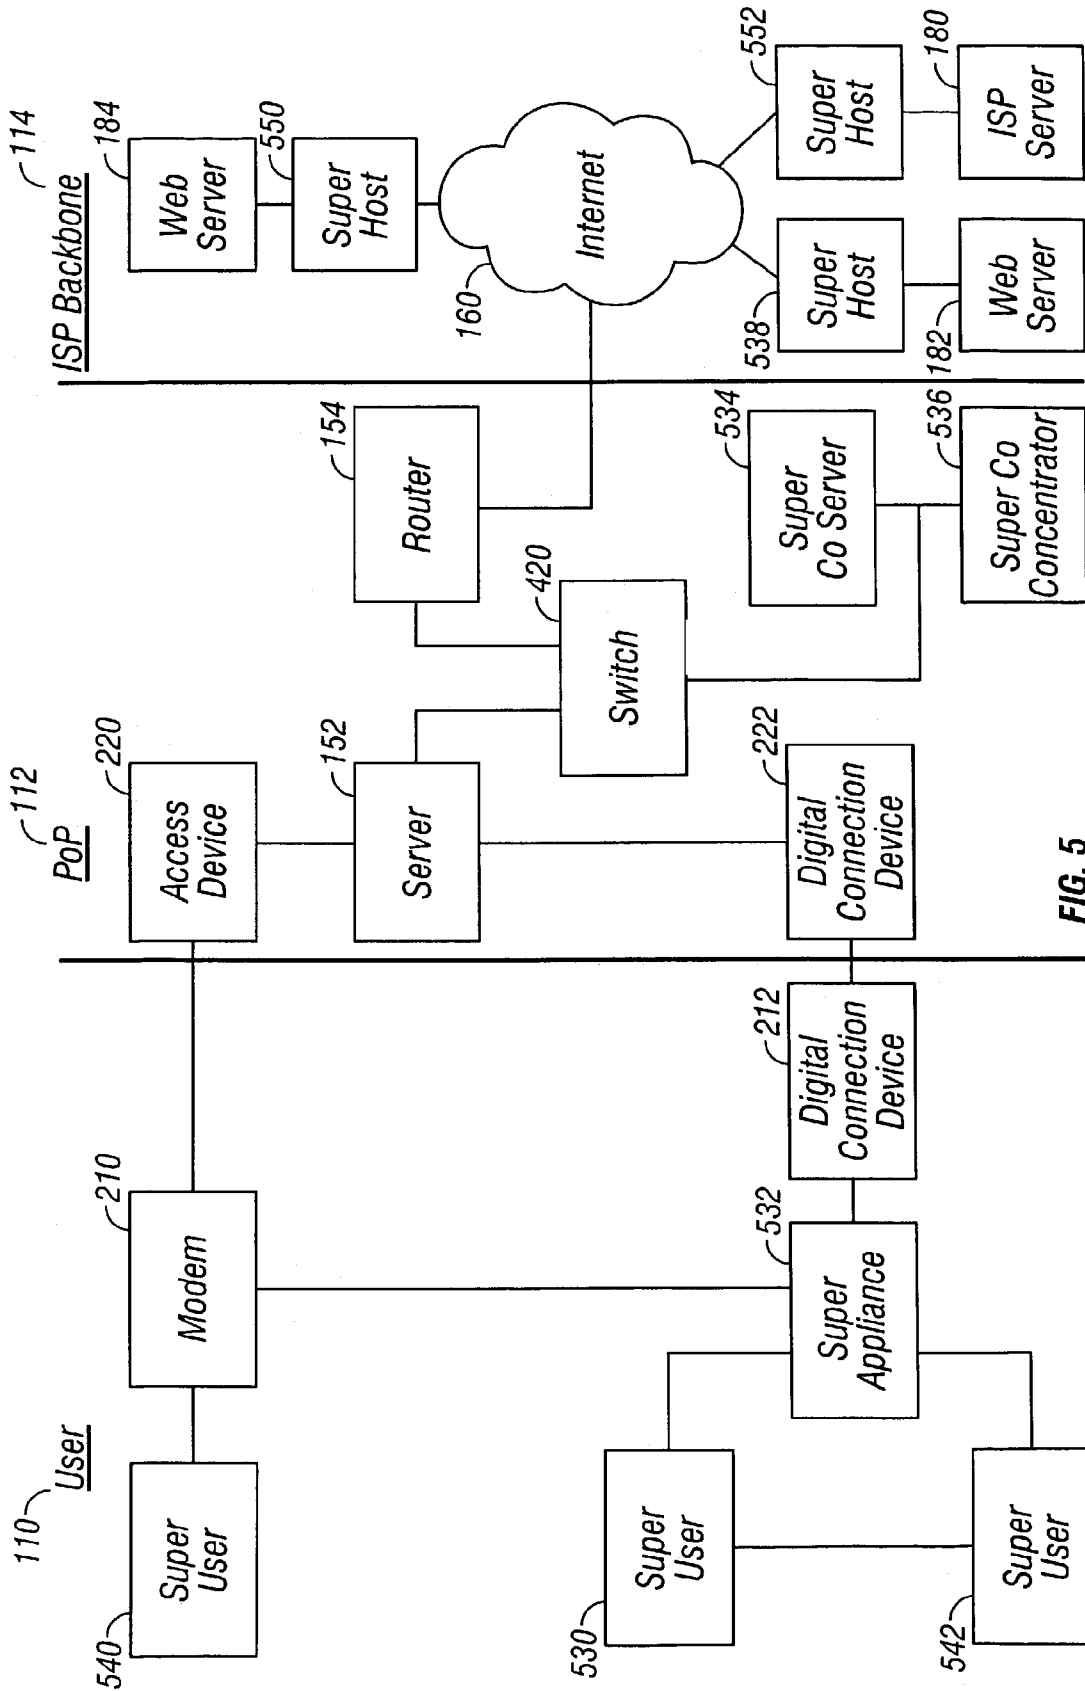 110
User
112
PoP
114
ISP Backbone
540
Super
User
210
Modem
220
Access
Device
152
Server
154
Router
184
Web
Server
550
Super
Host
160
Internet
420
Switch
530
Super
User
542
Super
User
532
Super
Appliance
212
Digital
Connection
Device
222
Digital
Connection
Device
534
Super
Co Server
536
Super Co
Concentrator
538
Super
Host
182
Web
Server
552
Super
Host
180
ISP
Server
FIG. 5